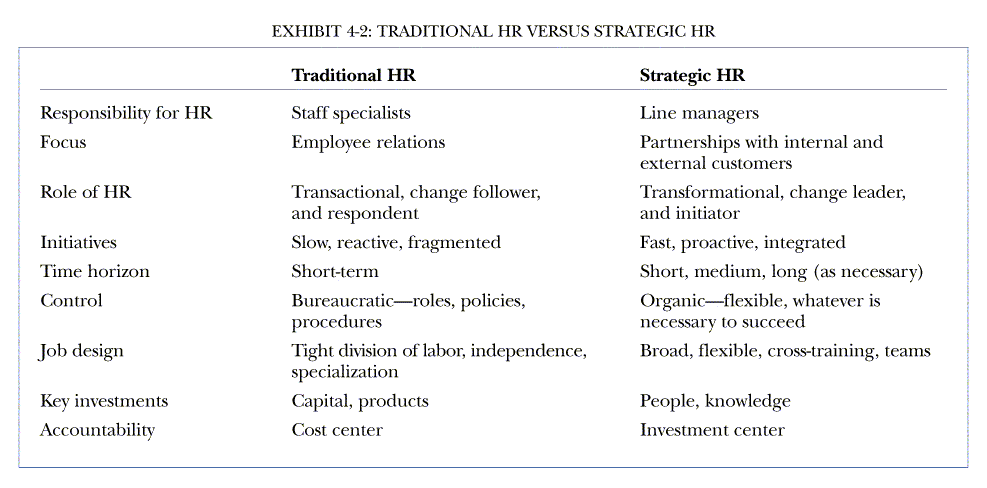 EXHIBIT 4-2: TRADITIONAL HR VERSUS STRATEGIC HR
Traditional HR Strategic HR
Responsibility for HR Staff specialists Line managers
Focus Employee relations Partnerships with internal and
external customers
Role of HR Transactional, change follower, Transformational, change leader,
and respondent and initiator
Initiatives Slow, reactive, fragmented Fast, proactive, integrated
Time horizon Short-term Short, medium, long (as necessary)
Control Bureaucratic—roles, policies, Organic—flexible, whatever is
procedures necessary to succeed
Job design Tight division of labor, independence, Broad, flexible, cross-training, teams
specialization
Key investments Capital, products People, knowledge
Accountability Cost center Investment center